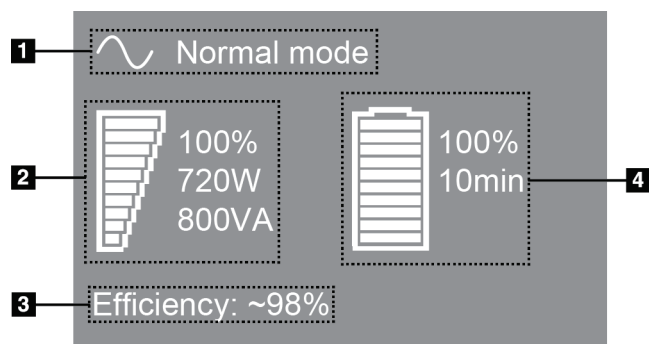 1
Normal mode
2
100%
720W
800VA
100%
10min
4
3
Efficiency: ~98%